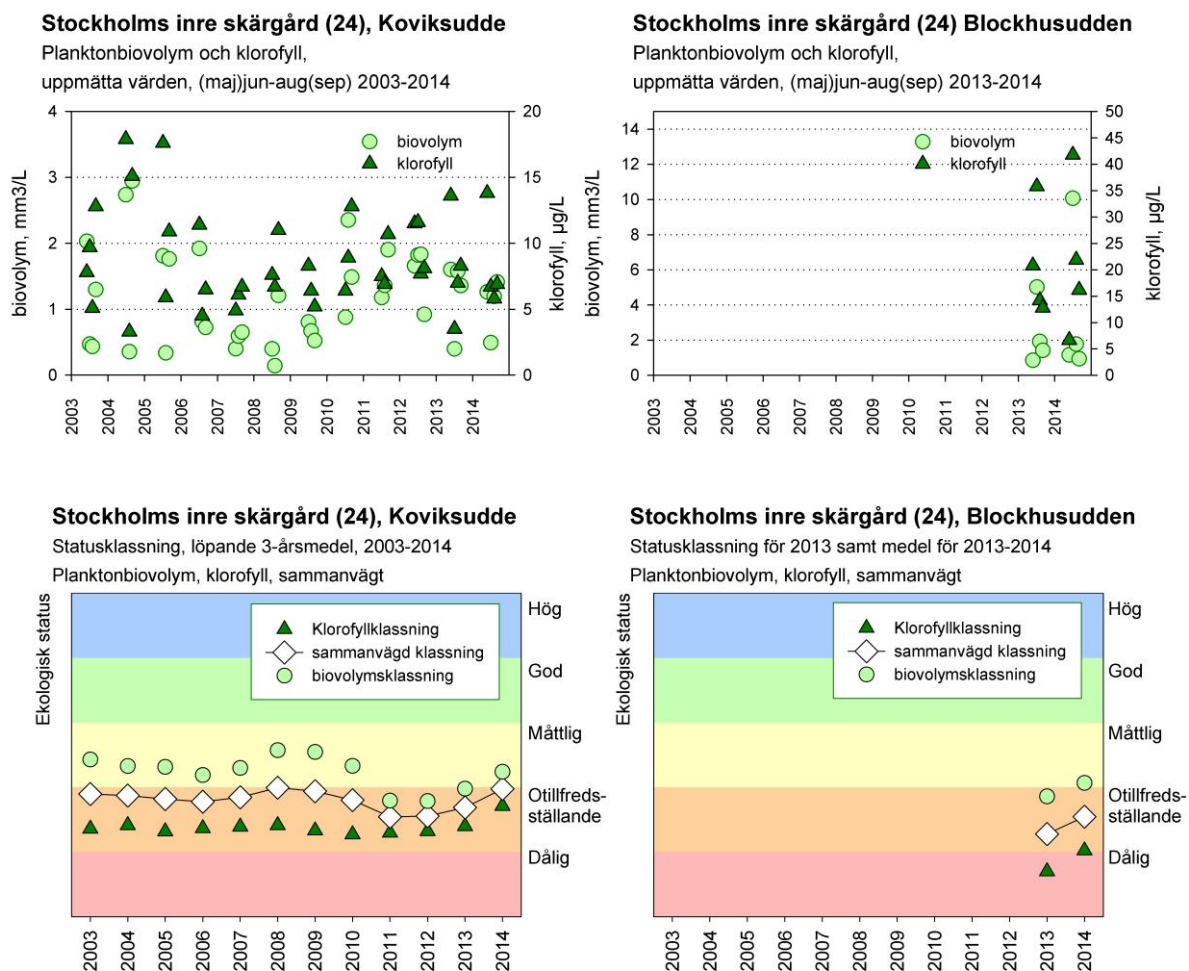 Stockholms inre skärgård (24), Koviksudde
Planktonbiovolym och klorofyll,
uppmätta värden, (maj)jun-aug(sep) 2003-2014
4
3
2
1
0
20
15
10
5
0
biovolym, mm3/L
klorofyll, µg/L
biovolym
klorofyll
2003
2004
2005
2006
2007
2008
2009
2010
2011
2012
2013
2014
Stockholms inre skärgård (24) Blockhusudden
Planktonbiovolym och klorofyll,
uppmätta värden, (maj)jun-aug(sep) 2013-2014
14
12
10
8
6
4
2
0
50
45
40
35
30
25
20
15
10
5
0
biovolym, mm3/L
klorofyll, µg/L
biovolym
klorofyll
2003
2004
2005
2006
2007
2008
2009
2010
2011
2012
2013
2014
Stockholms inre skärgård (24), Koviksudde
Statusklassning, löpande 3-årsmedel, 2003-2014
Planktonbiovolym, klorofyll, sammanvägt
Ekologisk status
Klorofyllklassning
sammanvägd klassning
biovolymsklassning
Hög
God
Måttlig
Otillfreds-
ställande
Dålig
2003
2004
2005
2006
2007
2008
2009
2010
2011
2012
2013
2014
Stockholms inre skärgård (24), Blockhusudden
Statusklassning för 2013 samt medel för 2013-2014
Planktonbiovolym, klorofyll, sammanvägt
Ekologisk status
Klorofyllklassning
sammanvägd klassning
biovolymsklassning
Hög
God
Måttlig
Otillfreds-
ställande
Dålig
2003
2004
2005
2006
2007
2008
2009
2010
2011
2012
2013
2014